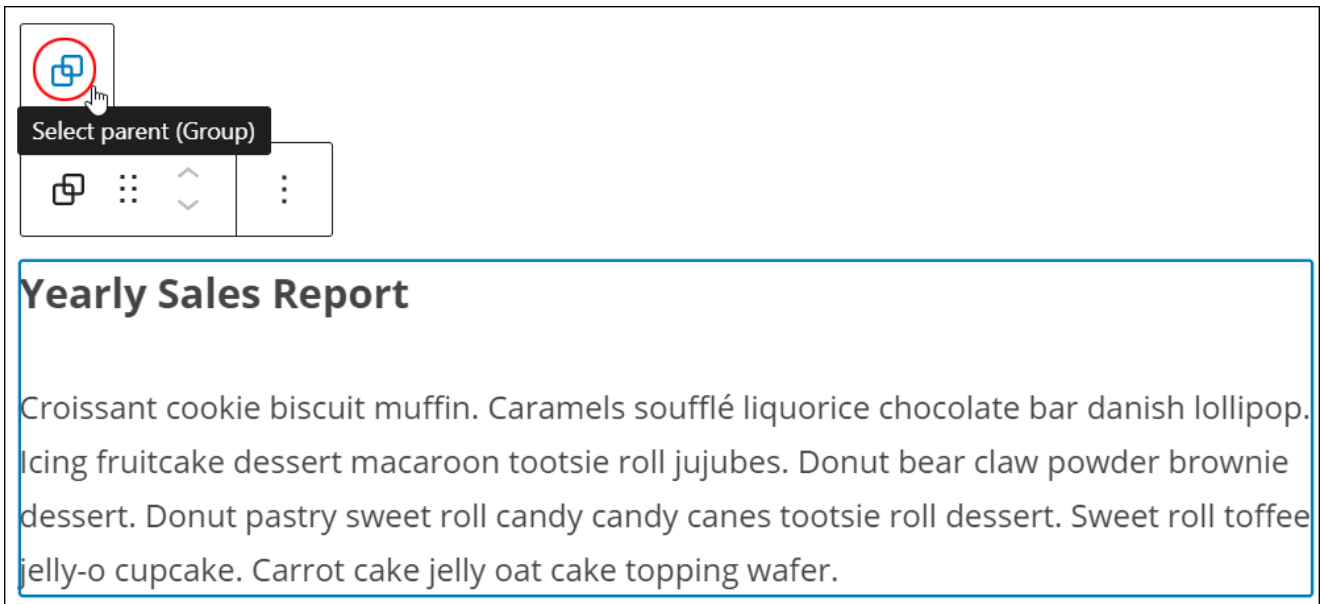 Select parent (Group)
Yearly Sales Report
Croissant cookie biscuit muffin. Caramels soufflé liquorice chocolate bar danish lollipop.
Icing fruitcake dessert macaroon tootsie roll jujubes. Donut bear claw powder brownie
dessert. Donut pastry sweet roll candy candy canes tootsie roll dessert. Sweet roll toffee
jelly-o cupcake. Carrot cake jelly oat cake topping wafer.